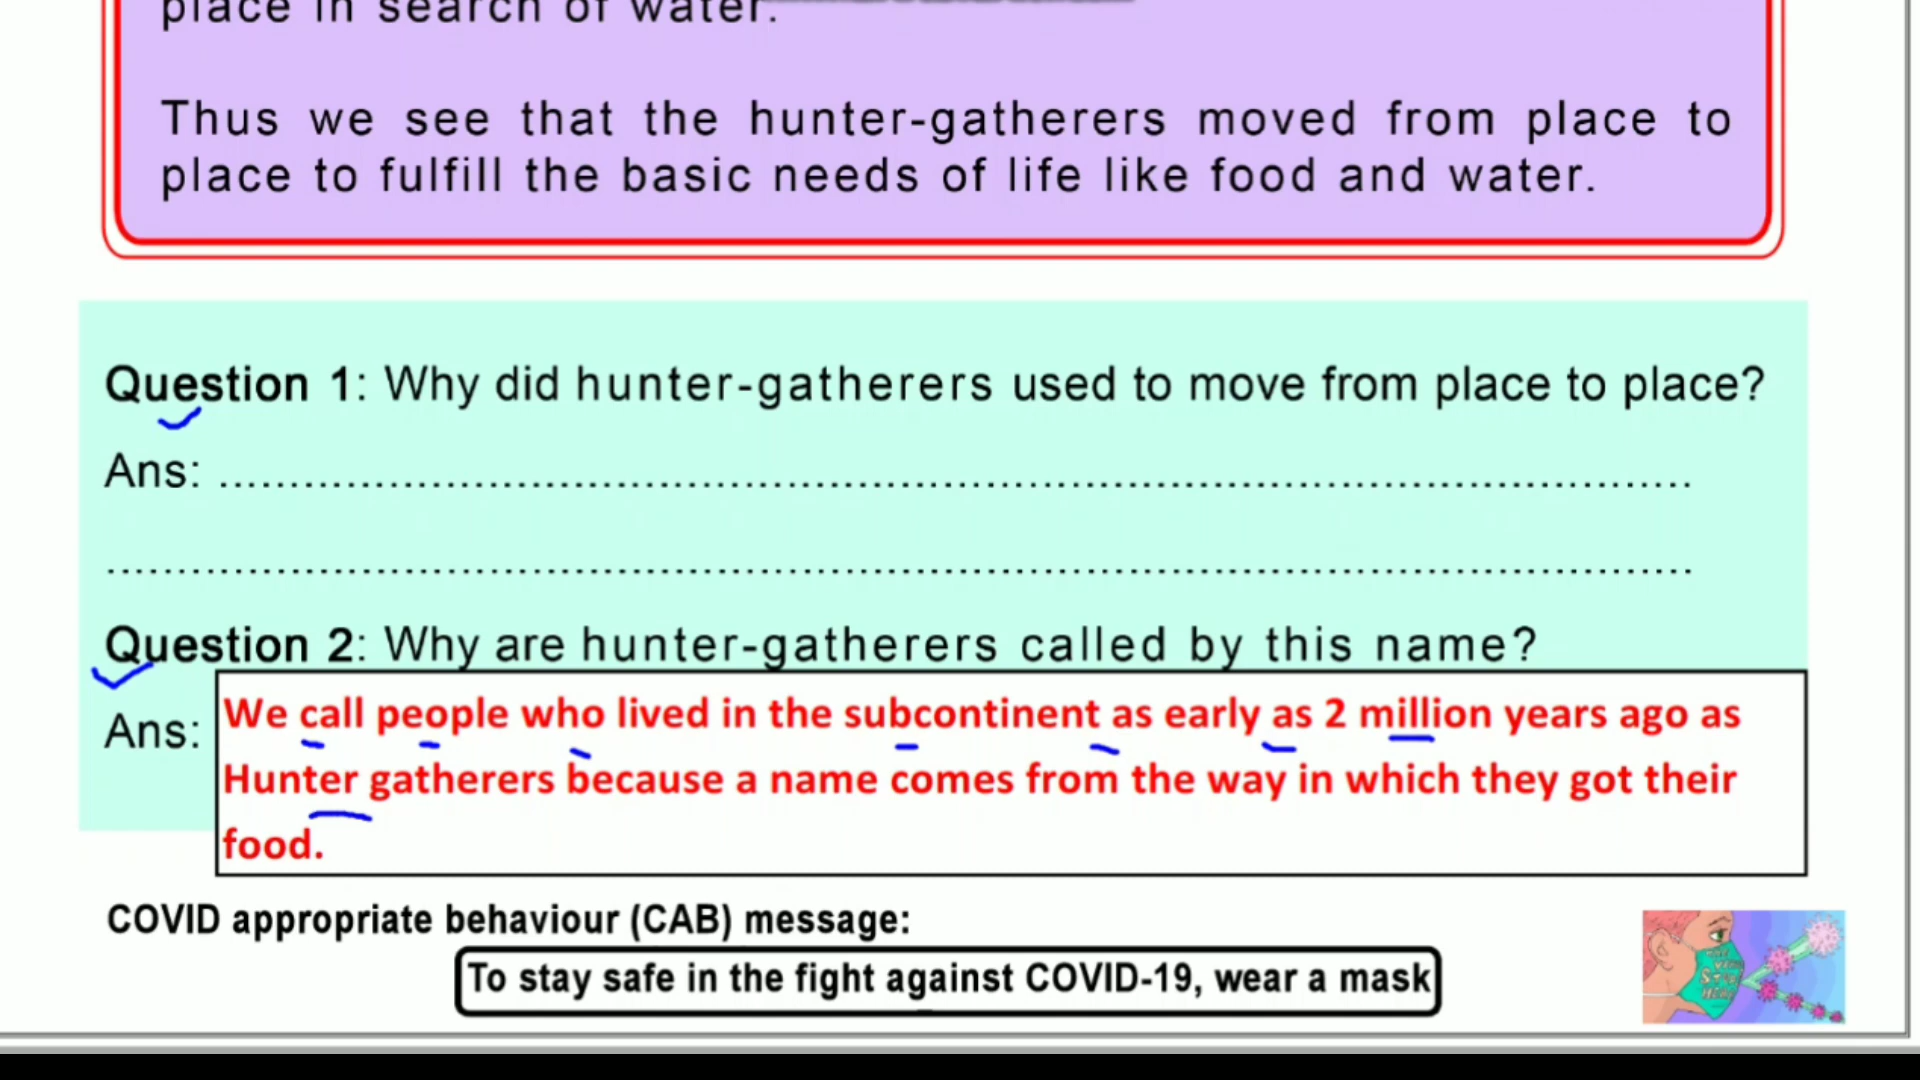 place in search of water.
Thus we see that the hunter-gatherers moved from place to
place to fulfill the basic needs of life like food and water.
Question 1: Why did hunter-gatherers used to move from place to place?
Ans: ................................................................................
................................................................................
Question 2: Why are hunter-gatherers called by this name?
Ans: We call people who lived in the subcontinent as early as 2 million years ago as
Hunter gatherers because a name comes from the way in which they got their
food.
COVID appropriate behaviour (CAB) message:
To stay safe in the fight against COVID-19, wear a mask